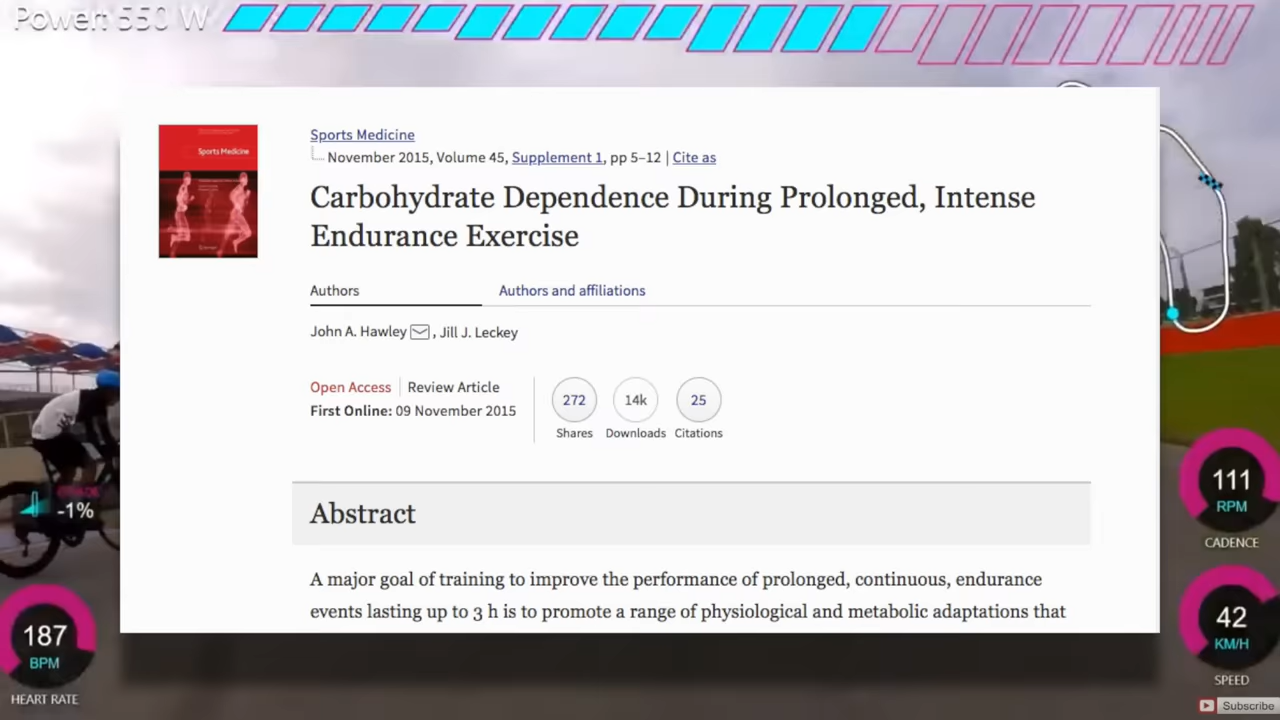 Power: 550 W
Sports Medicine
November 2015, Volume 45, Supplement 1, pp 5–12 | Cite as
Sports Medicine
Carbohydrate Dependence During Prolonged, Intense
Endurance Exercise
Authors
Authors and affiliations
John A. Hawley , Jill J. Leckey
Open Access
Review Article
First Online: 09 November 2015
272
14k
25
Shares
Downloads
Citations
Abstract
A major goal of training to improve the performance of prolonged, continuous, endurance
events lasting up to 3 h is to promote a range of physiological and metabolic adaptations that
-1%
187
BPM
HEART RATE
111
RPM
CADENCE
42
KM/H
SPEED
Subscribe